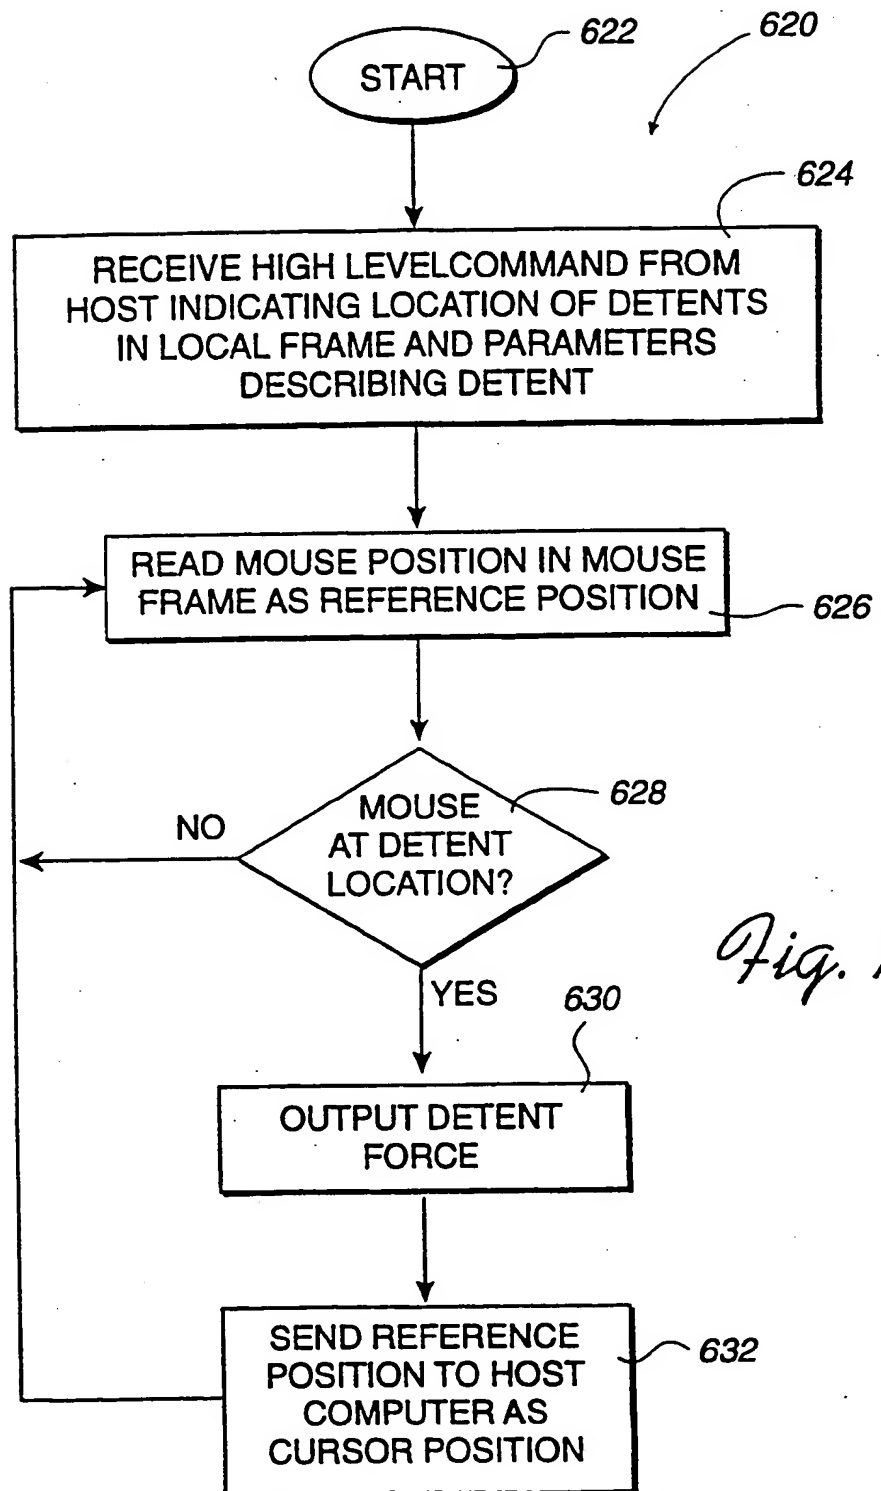 620
622
START
624
RECEIVE HIGH LEVELCOMMAND FROM
HOST INDICATING LOCATION OF DETENTS
IN LOCAL FRAME AND PARAMETERS
DESCRIBING DETENT
READ MOUSE POSITION IN MOUSE
FRAME AS REFERENCE POSITION
626
628
MOUSE
AT DETENT
LOCATION?
NO
YES
Fig.
630
OUTPUT DETENT
FORCE
SEND REFERENCE
POSITION TO HOST
COMPUTER AS
CURSOR POSITION
632